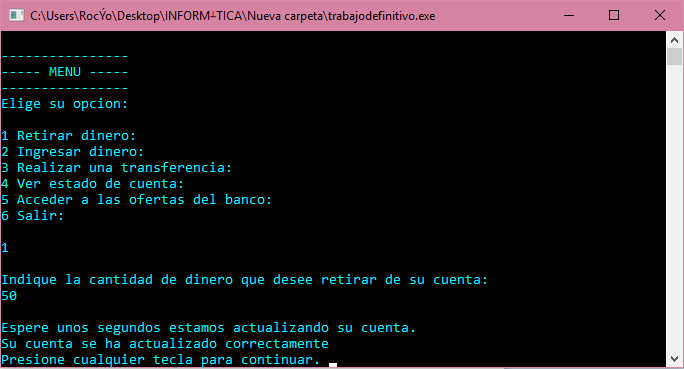 C:\Users\RocÝo\Desktop\INFORM┴TICA\Nueva carpeta\trabajodefinitivo.exe
----------------
----- MENU -----
----------------
Elige su opcion:
1 Retirar dinero:
2 Ingresar dinero:
3 Realizar una transferencia:
4 Ver estado de cuenta:
5 Acceder a las ofertas del banco:
6 Salir:
1
Indique la cantidad de dinero que desee retirar de su cuenta:
50
Espere unos segundos estamos actualizando su cuenta.
Su cuenta se ha actualizado correctamente
Presione cualquier tecla para continuar.